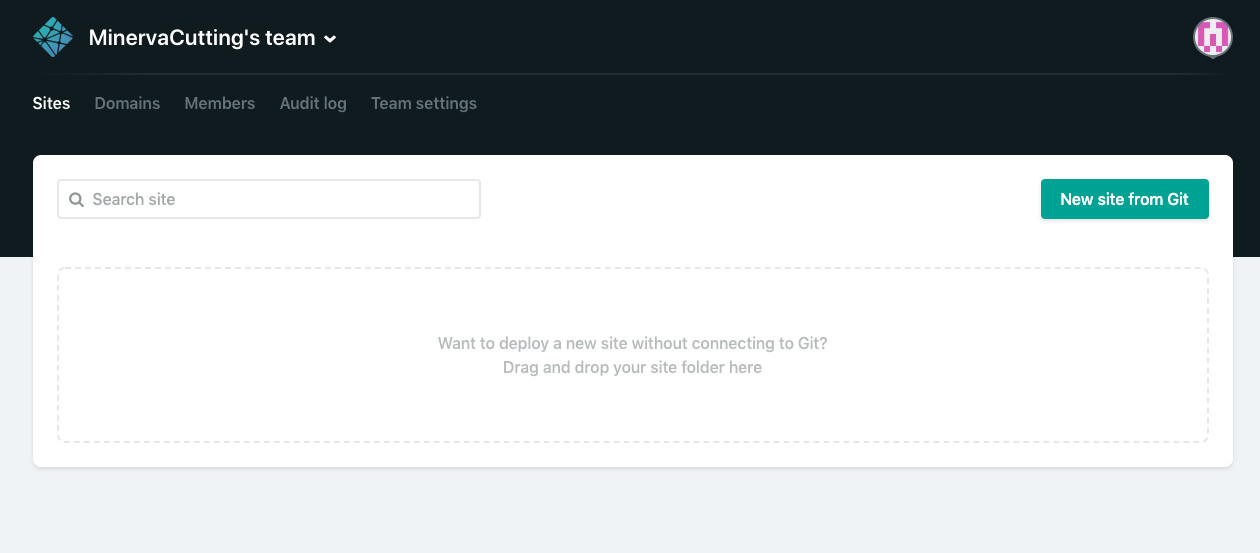 MinervaCutting's team
Sites Domains Members Audit log Team settings
Search site
New site from Git
Want to deploy a new site without connecting to Git?
Drag and drop your site folder here